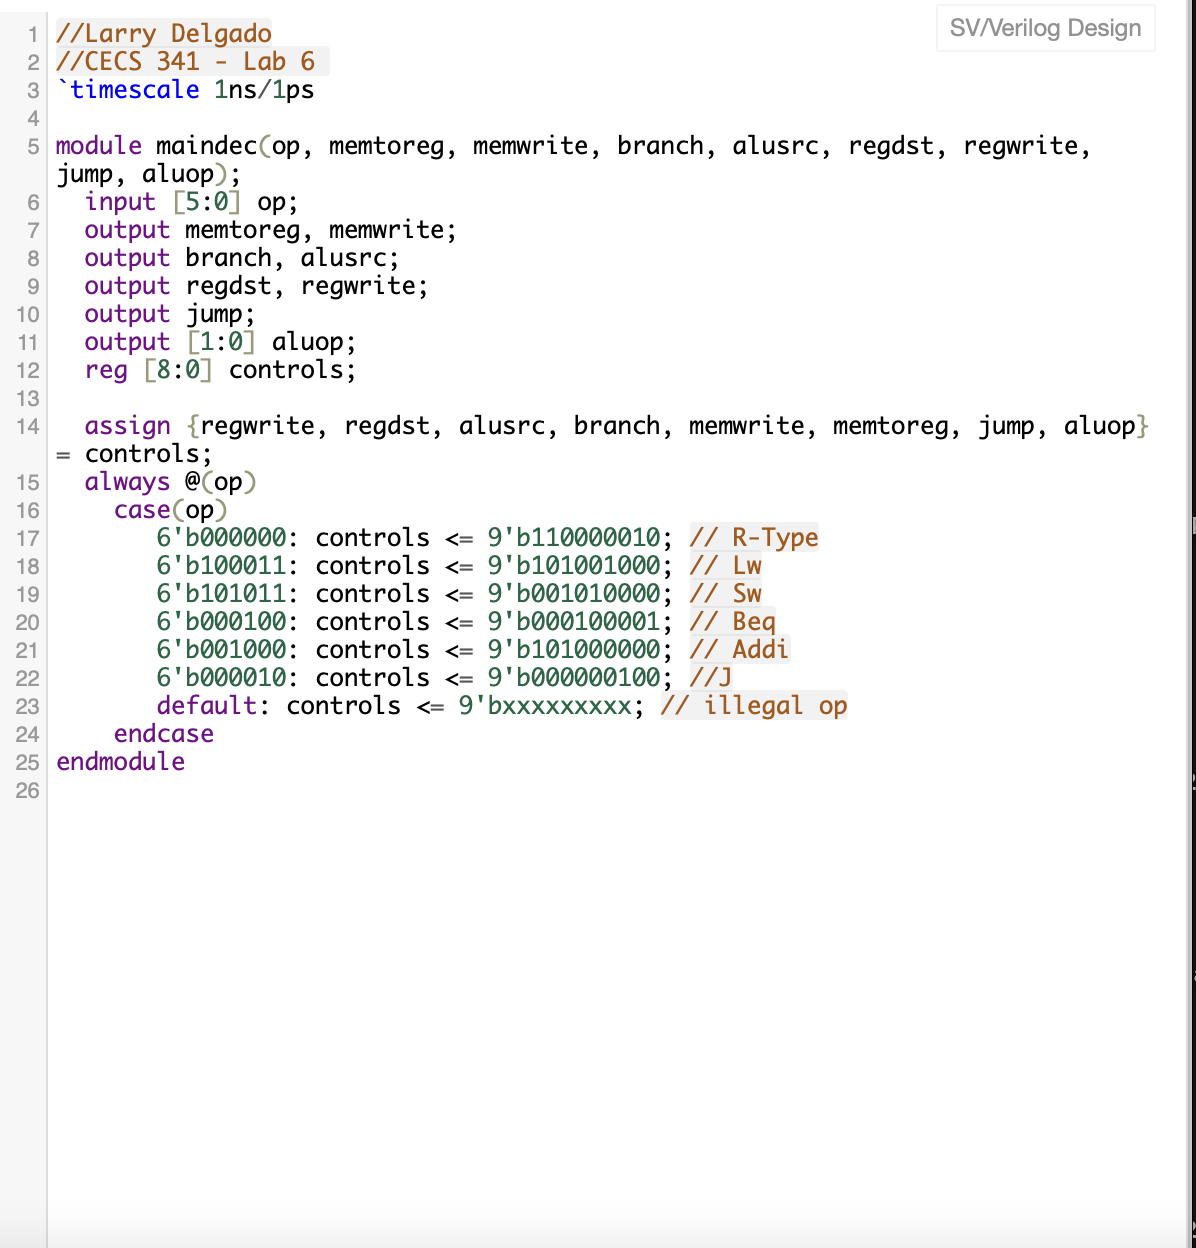 SV/Verilog Design
1 //Larry Delgado
2 //CECS 341 - Lab 6
3 `timescale 1ns/1ps
4
5 module maindec(op, memtoreg, memwrite, branch, alusrc, regdst, regwrite,
jump, aluop);
6 input [5:0] op;
7 output memtoreg, memwrite;
8 output branch, alusrc;
9 output regdst, regwrite;
10 output jump;
11 output [1:0] aluop;
12 reg [8:0] controls;
13
14 assign {regwrite, regdst, alusrc, branch, memwrite, memtoreg, jump, aluop}
= controls;
15 always @(op)
16 case(op)
17 6'b000000: controls <= 9'b110000010; // R-Type
18 6'b100011: controls <= 9'b101001000; // Lw
19 6'b101011: controls <= 9'b001010000; // Sw
20 6'b000100: controls <= 9'b000100001; // Beq
21 6'b001000: controls <= 9'b101000000; // Addi
22 6'b000010: controls <= 9'b000000100; //J
23 default: controls <= 9'bxxxxxxxxx; // illegal op
24 endcase
25 endmodule
26